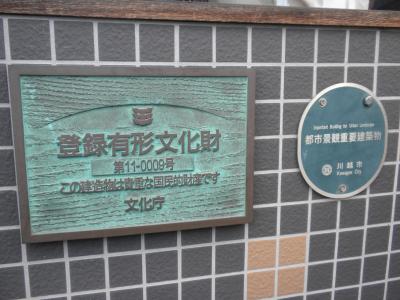 登録有形文化財
第11-0009号
この建造物は貴重な国民的財産です
文化庁
Important Building for Urban Landscape
都市景観重要建築物
川越市
Kawagoe City